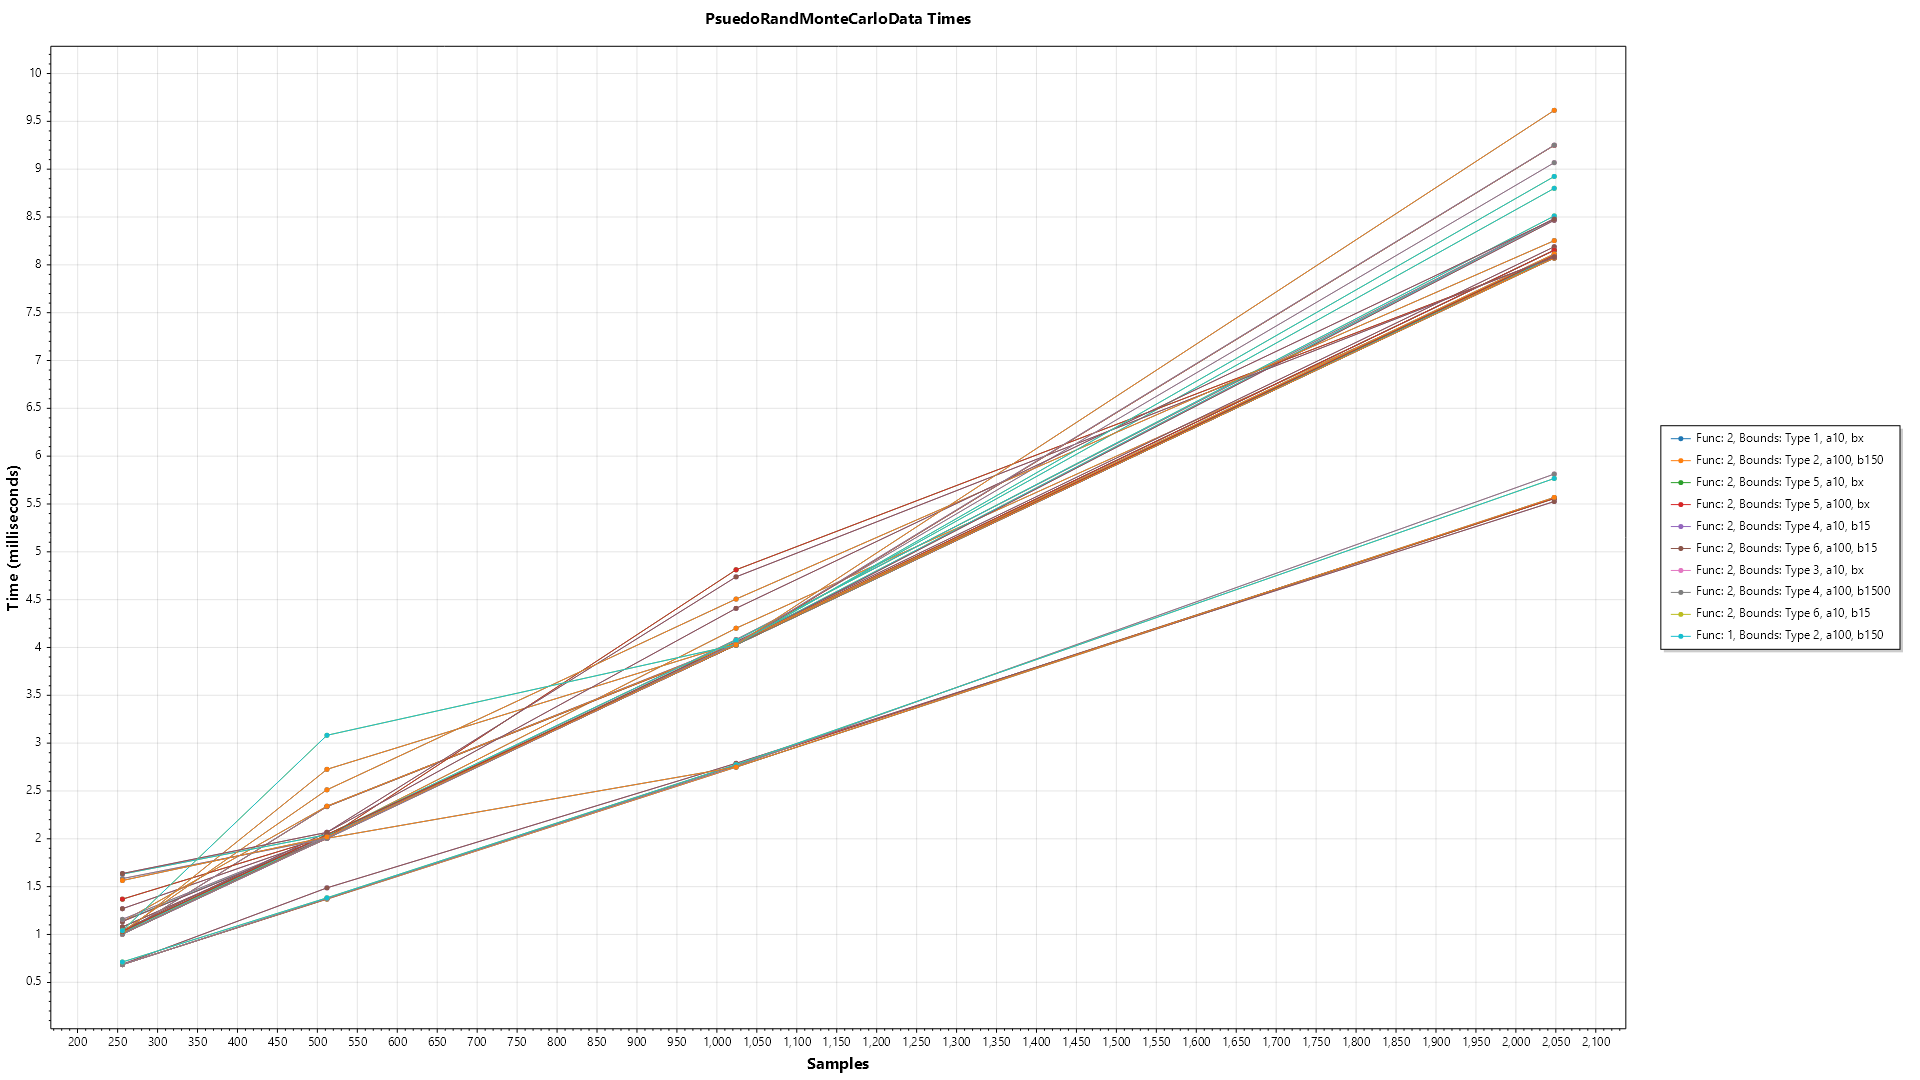 PsuedoRandMonteCarloData Times
10
9.5
9
8.5
8
7.5
7
6.5
6
5.5
5
4.5
4
3.5
3
2.5
2
1.5
1
0.5
Time (milliseconds)
200 250 300 350 400 450 500 550 600 650 700 750 800 850 900 950 1,000 1,050 1,100 1,150 1,200 1,250 1,300 1,350 1,400 1,450 1,500 1,550 1,600 1,650 1,700 1,750 1,800 1,850 1,900 1,950 2,000 2,050 2,100
Samples
Func: 2, Bounds: Type 1, a10, bx
Func: 2, Bounds: Type 2, a100, b150
Func: 2, Bounds: Type 5, a10, bx
Func: 2, Bounds: Type 5, a100, bx
Func: 2, Bounds: Type 4, a10, b15
Func: 2, Bounds: Type 6, a100, b15
Func: 2, Bounds: Type 3, a10, bx
Func: 2, Bounds: Type 4, a100, b1500
Func: 2, Bounds: Type 6, a10, b15
Func: 1, Bounds: Type 2, a100, b150